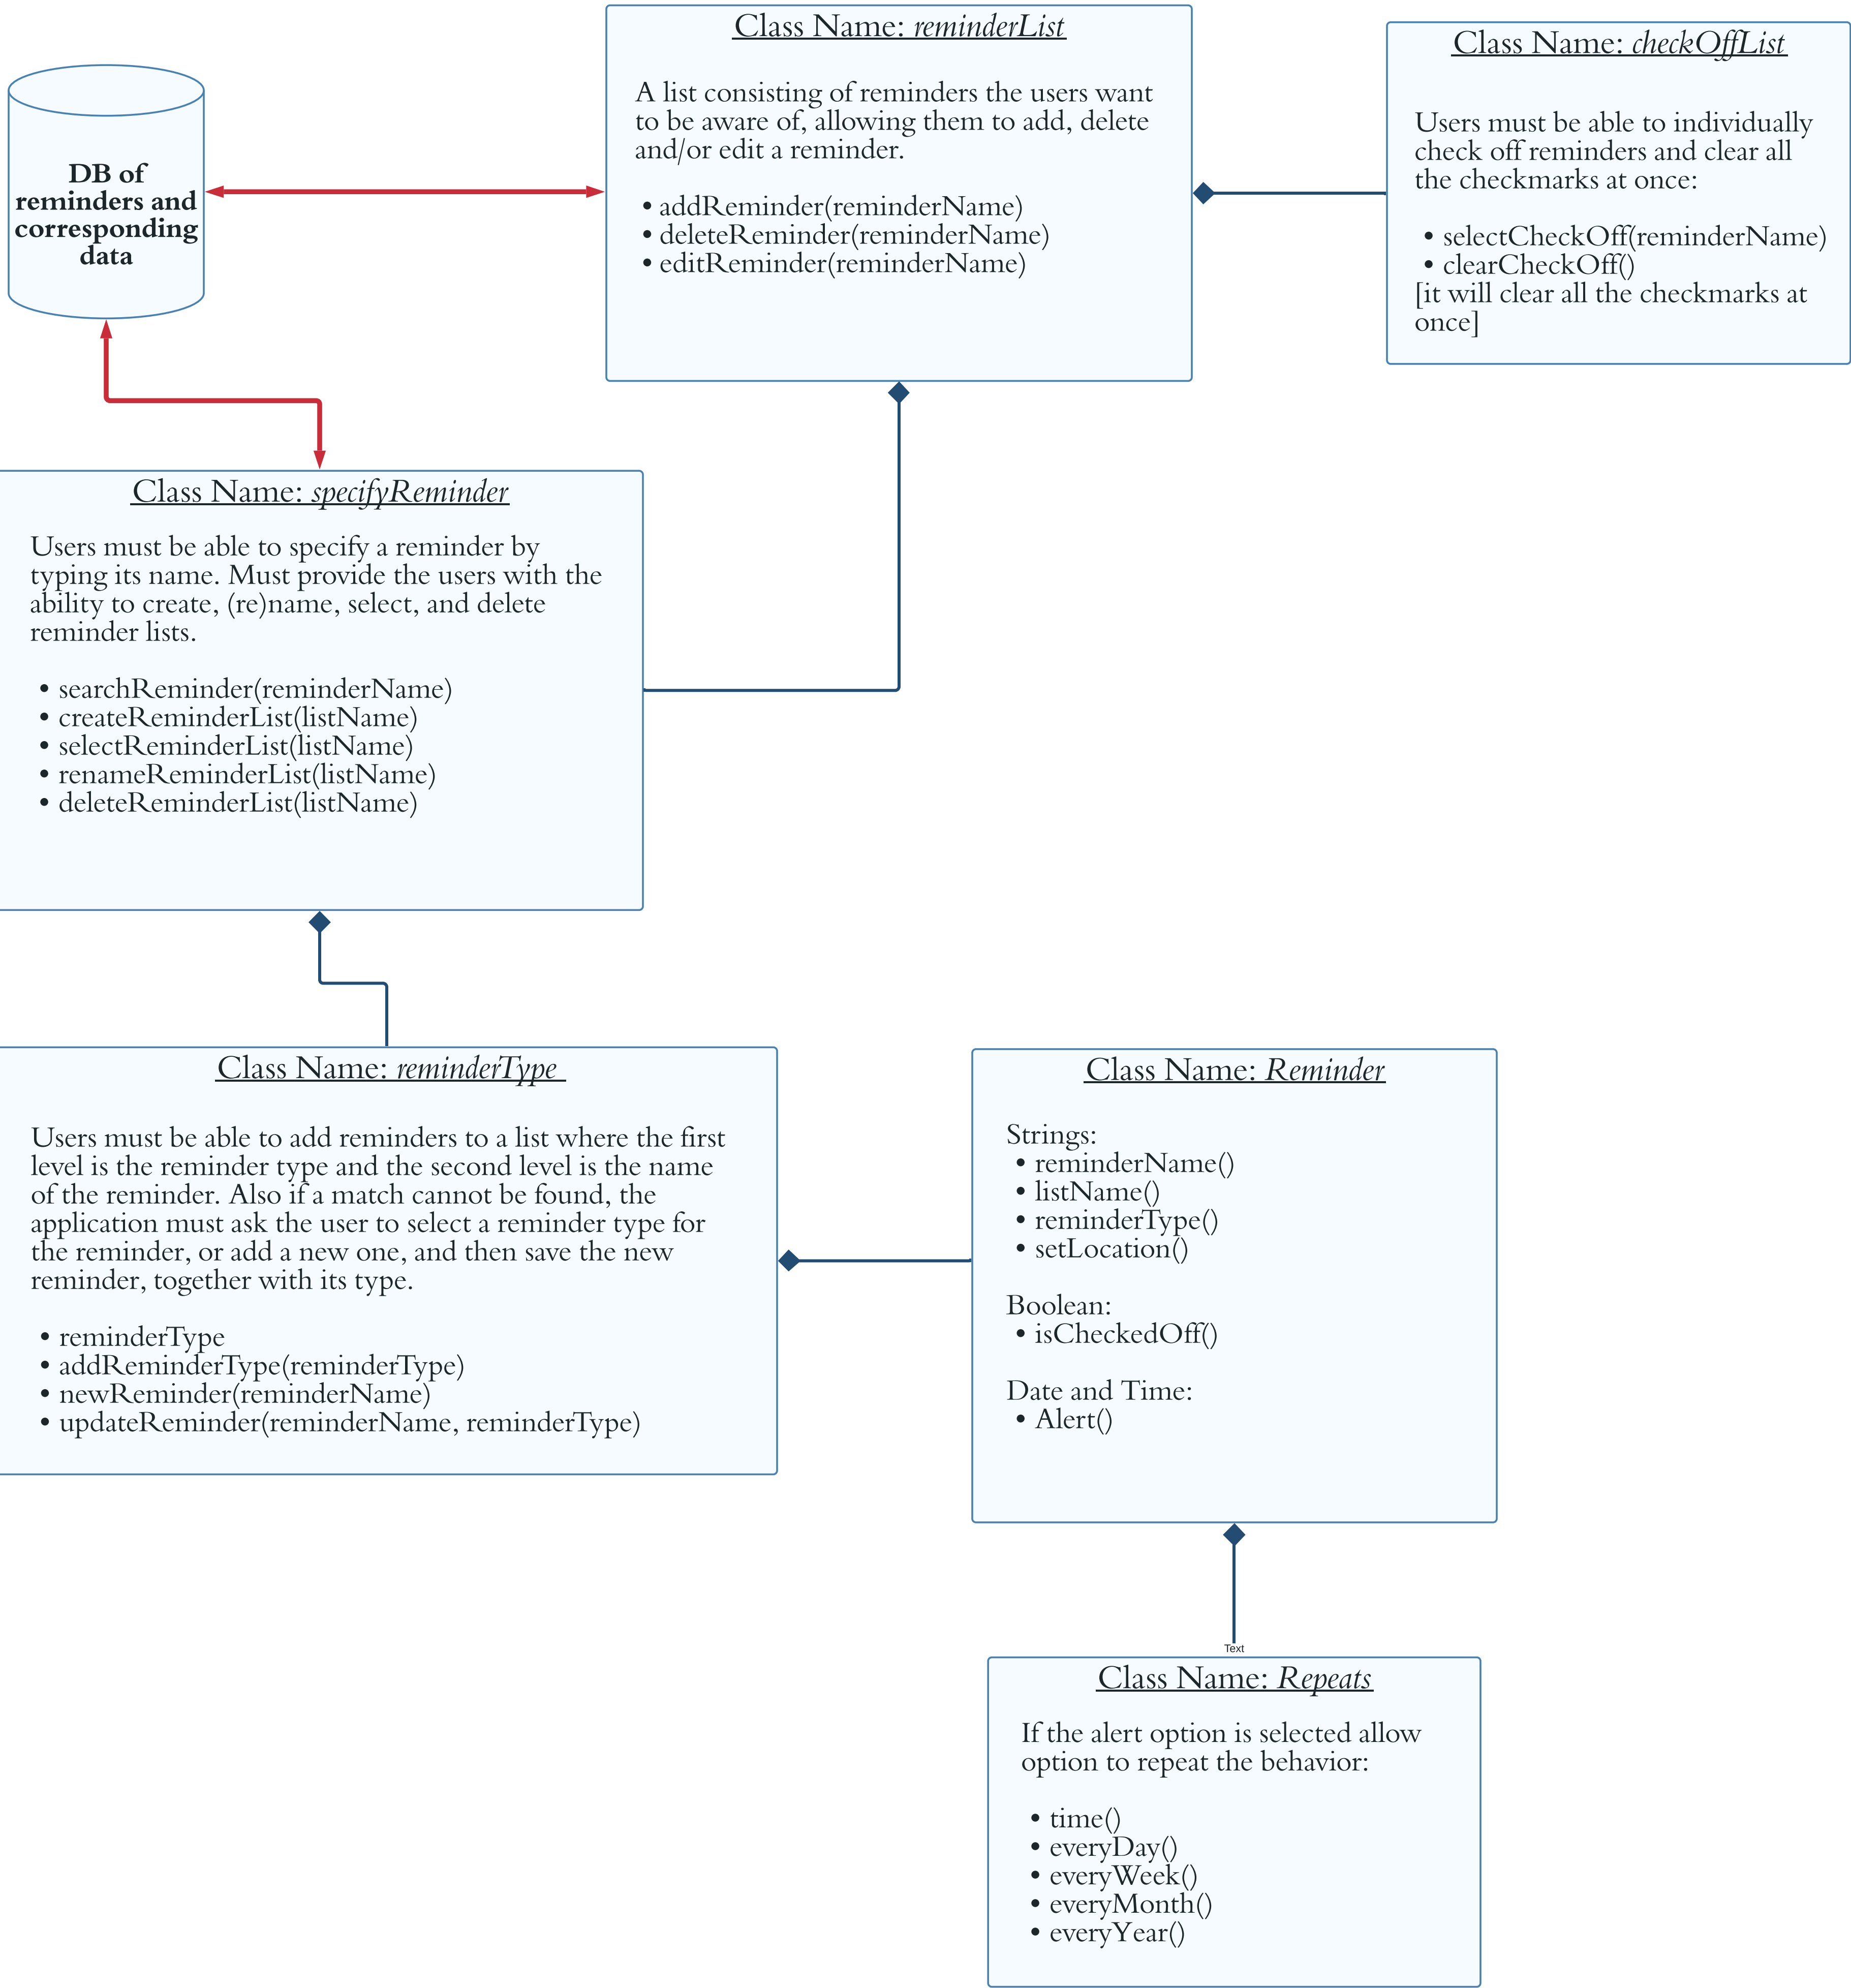 Class Name: reminderList
A list consisting of reminders the users want
to be aware of, allowing them to add, delete
and/or edit a reminder.
• addReminder(reminderName)
• deleteReminder(reminderName)
• editReminder(reminderName)
Class Name: checkOffList
Users must be able to individually
check off reminders and clear all
the checkmarks at once:
• selectCheckOff(reminderName)
• clearCheckOff()
[it will clear all the checkmarks at
once]
DB of
reminders and
corresponding
data
Class Name: specifyReminder
Users must be able to specify a reminder by
typing its name. Must provide the users with the
ability to create, (re)name, select, and delete
reminder lists.
• searchReminder(reminderName)
• createReminderList(listName)
• selectReminderList(listName)
• renameReminderList(listName)
• deleteReminderList(listName)
Class Name: reminderType
Users must be able to add reminders to a list where the first
level is the reminder type and the second level is the name
of the reminder. Also if a match cannot be found, the
application must ask the user to select a reminder type for
the reminder, or add a new one, and then save the new
reminder, together with its type.
• reminderType
• addReminderType(reminderType)
• newReminder(reminderName)
• updateReminder(reminderName, reminderType)
Class Name: Reminder
Strings:
• reminderName()
• listName()
• reminderType()
• setLocation()
Boolean:
• isCheckedOff()
Date and Time:
• Alert()
Text
Class Name: Repeats
If the alert option is selected allow
option to repeat the behavior:
• time()
• everyDay()
• everyWeek()
• everyMonth()
• everyYear()